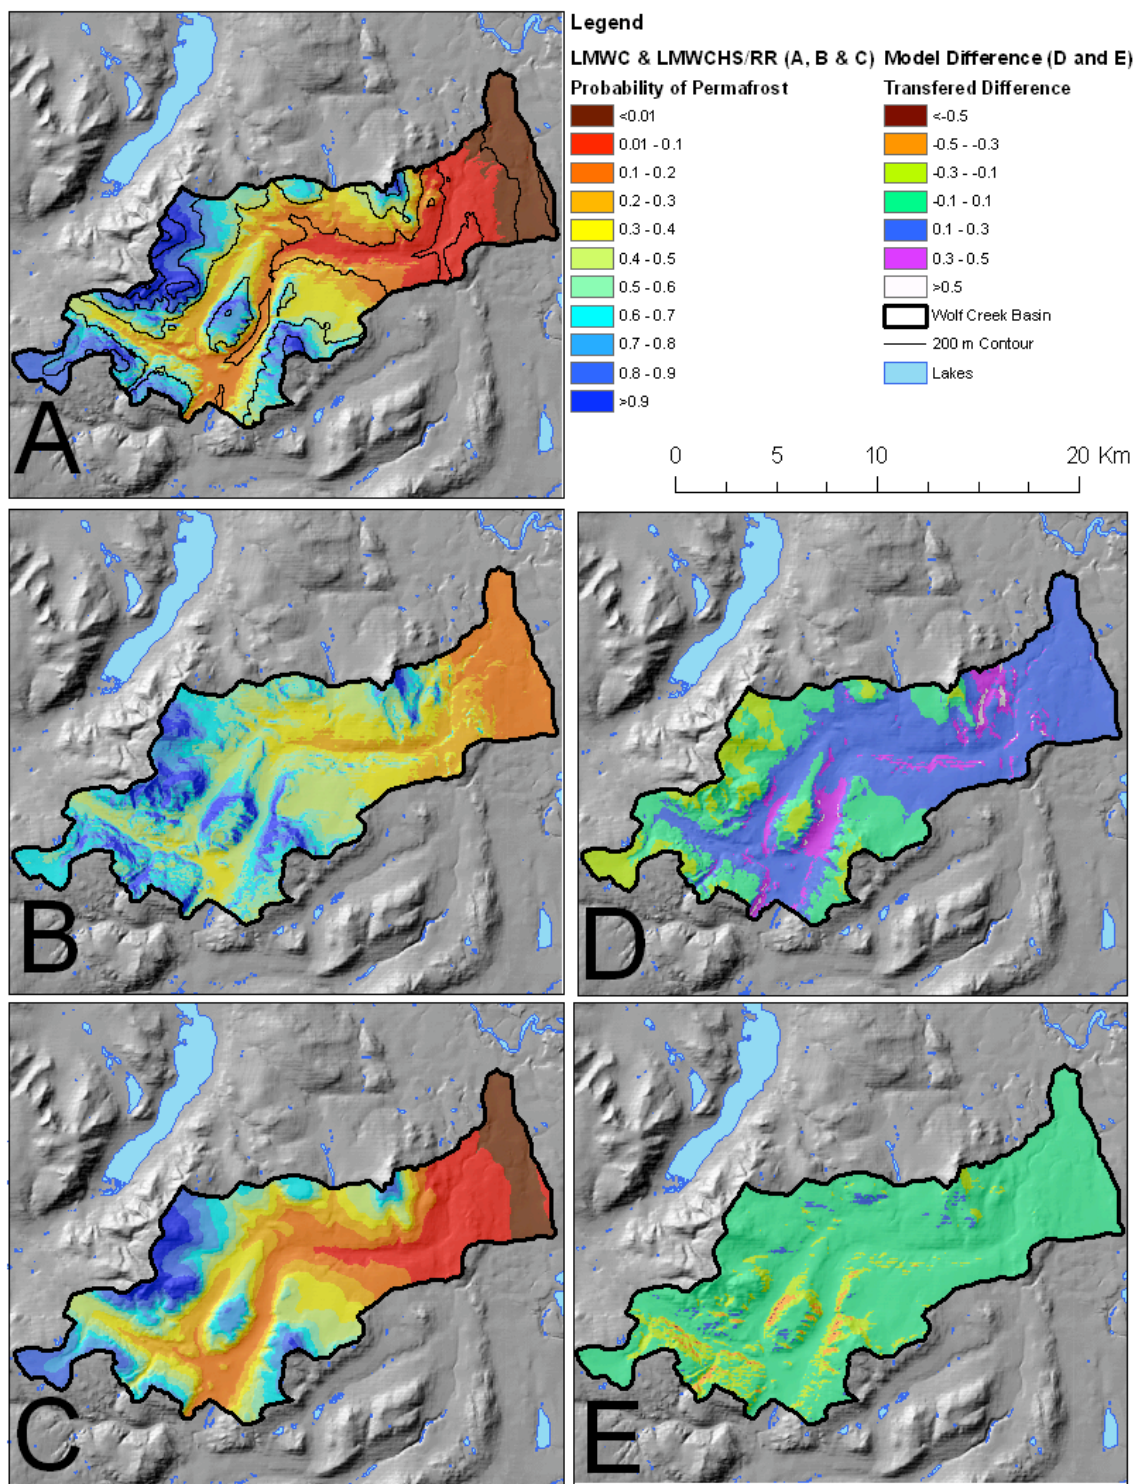 Legend
LMWC & LMWCHS/RR (A, B & C) Model Difference (D and E)
Probability of Permafrost
Transfered Difference
<0.01
<-0.5
0.01 - 0.1
-0.5 - -0.3
0.1 - 0.2
-0.3 - -0.1
0.2 - 0.3
-0.1 - 0.1
0.3 - 0.4
0.1 - 0.3
0.4 - 0.5
0.3 - 0.5
0.5 - 0.6
>0.5
0.6 - 0.7
Wolf Creek Basin
0.7 - 0.8
200 m Contour
0.8 - 0.9
Lakes
>0.9
0 5 10 20 Km
A
B
D
C
E